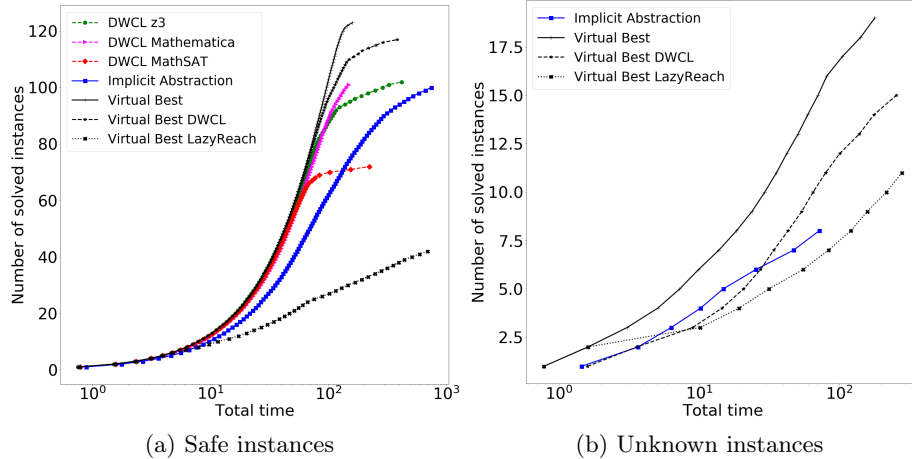 DWCL z3
DWCL Mathematica
DWCL MathSAT
Implicit Abstraction
Virtual Best
Virtual Best DWCL
Virtual Best LazyReach
Number of solved instances
120
100
80
60
40
20
0
10^0 10^1 10^2 10^3
Total time
(a) Safe instances
Implicit Abstraction
Virtual Best
Virtual Best DWCL
Virtual Best LazyReach
Number of solved instances
17.5
15.0
12.5
10.0
7.5
5.0
2.5
10^0 10^1 10^2
Total time
(b) Unknown instances